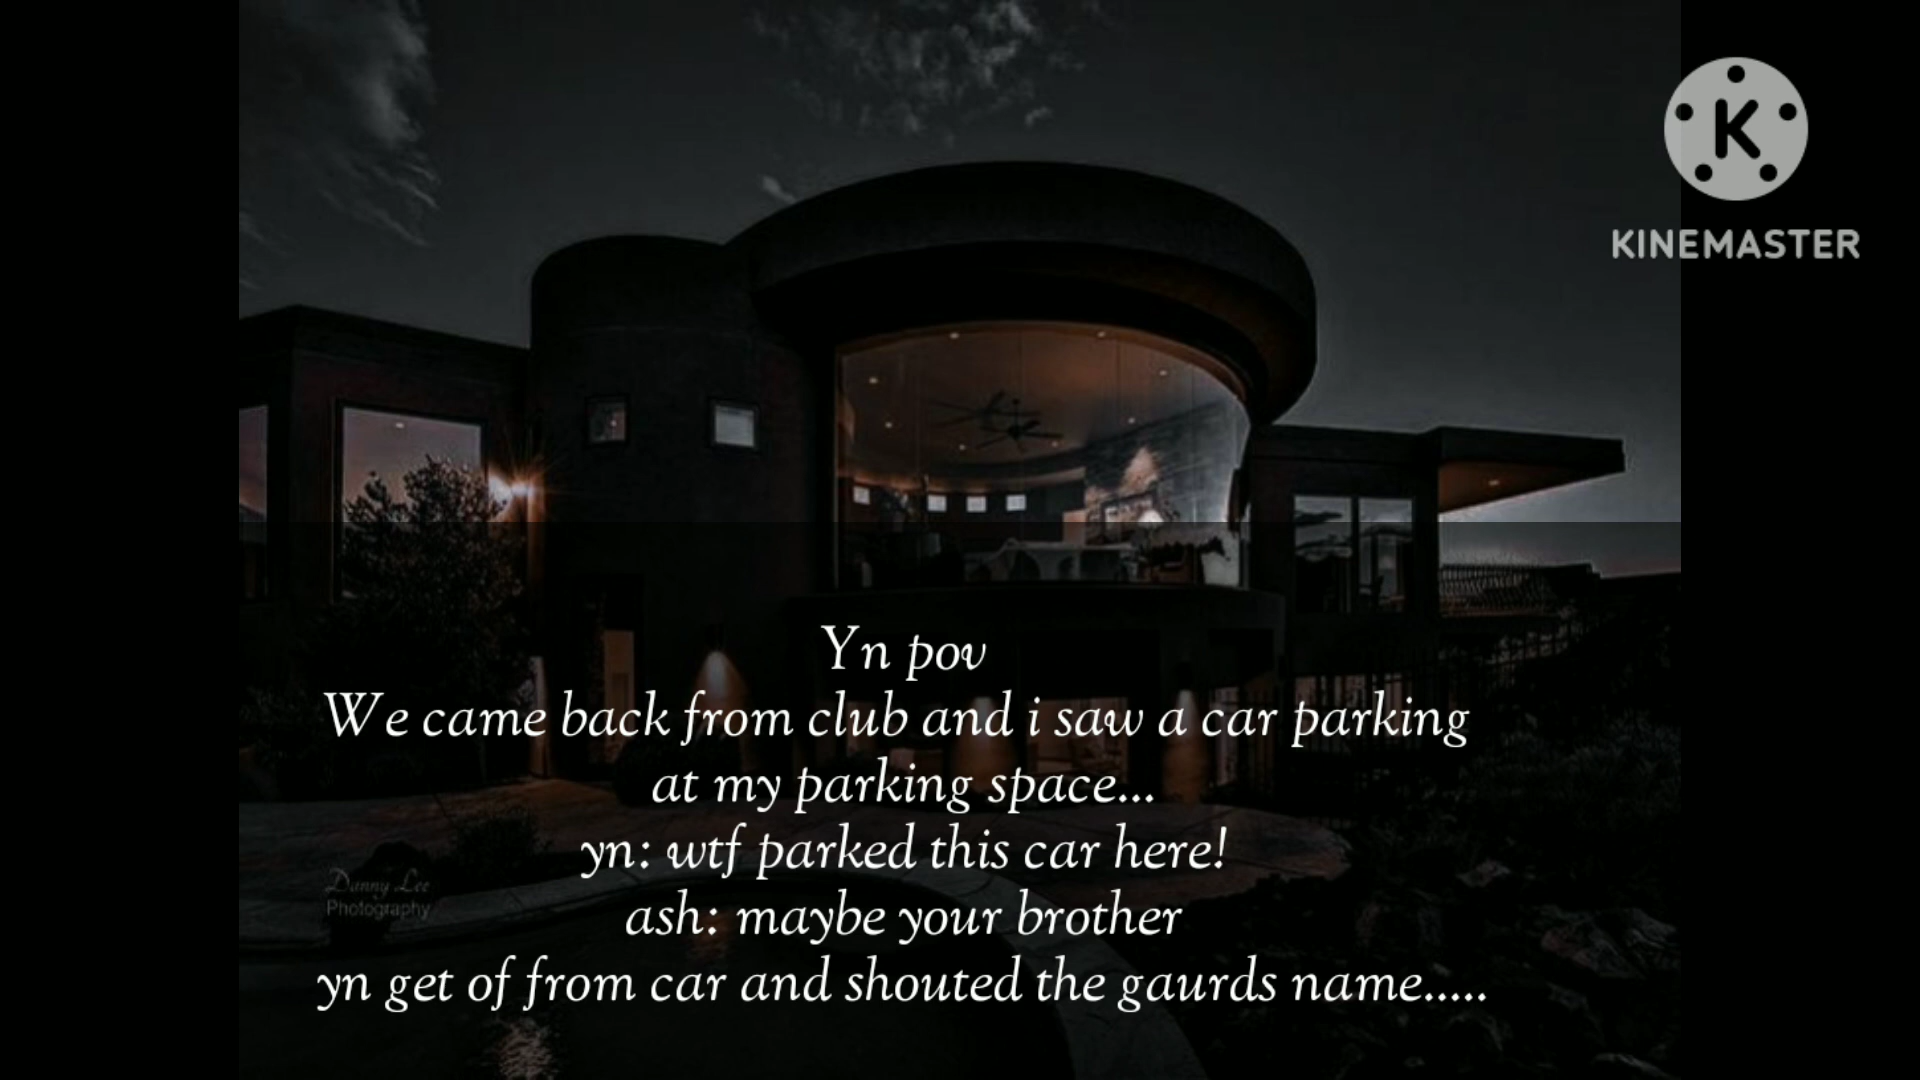 K
KINEMASTER
Yn pov
We came back from club and i saw a car parking
at my parking space...
yn: wtf parked this car here!
ash: maybe your brother
yn get of from car and shouted the gaurds name.....
Danny Lee
Photography